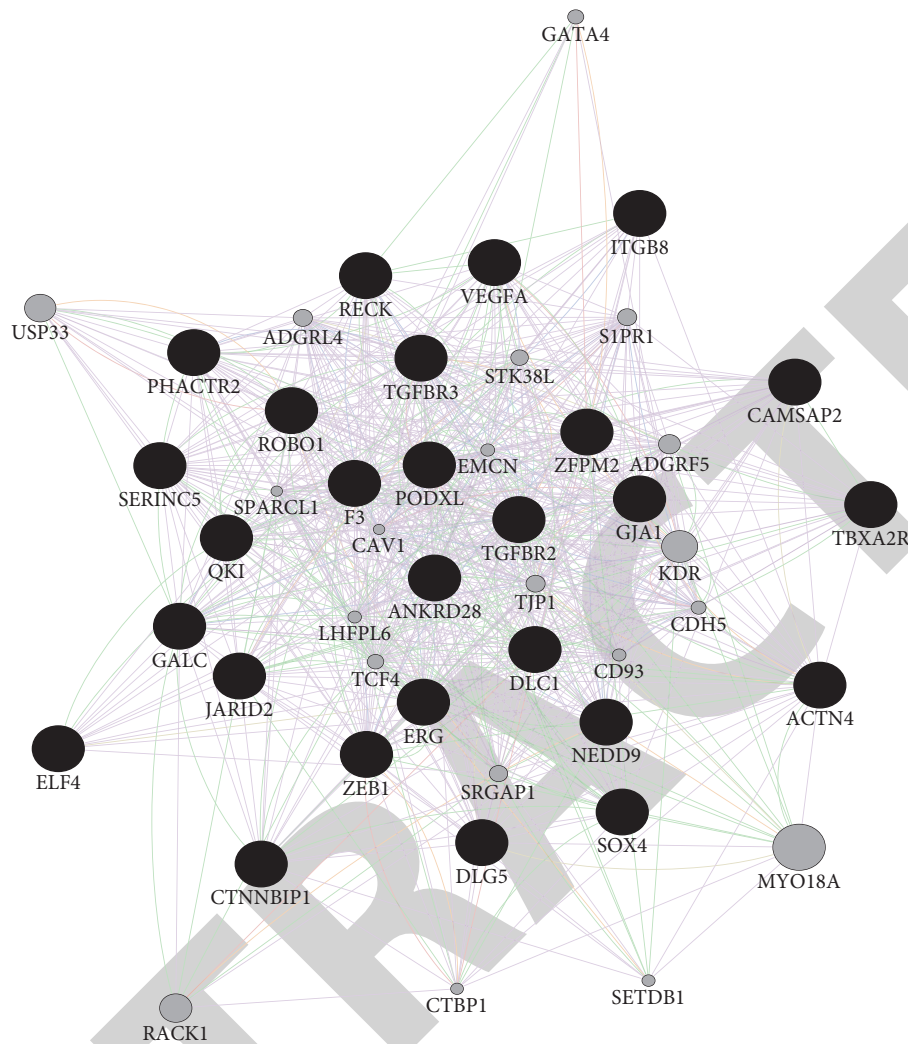 GATA4
ITGB8
VEGFA
RECK
USP33
ADGRL4
S1PR1
PHACTR2
TGFBR3
STK38L
CAMSAP2
ROBO1
ZFPM2
ADGRF5
SERINC5
PODXL
EMCN
SPARCL1
F3
GJA1
TBXA2R
CAV1
TGFBR2
QKI
KDR
ANKRD28
TJP1
LHFPL6
CDH5
GALC
TCF4
DLC1
CD93
JARID2
ERG
ACTN4
NEDD9
ELF4
ZEB1
SRGAP1
SOX4
DLG5
CTNNBIP1
MYO18A
CTBP1
SETDB1
RACK1
TRACTE